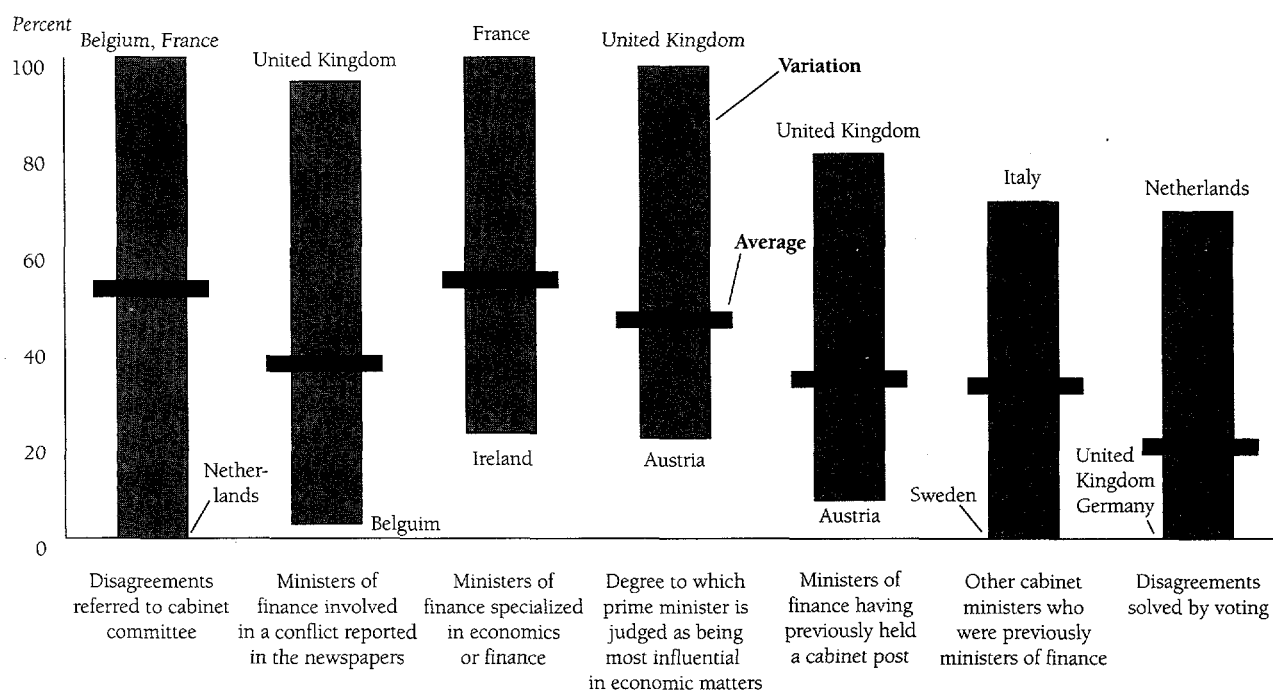 Percent
Belgium, France
United Kingdom
France
United Kingdom
Variation
United Kingdom
Italy
Netherlands
Average
100
80
60
40
20
0
Nether-
lands
Belguim
Ireland
Austria
Austria
Sweden
United
Kingdom
Germany
Disagreements
referred to cabinet
committee
Ministers of
finance involved
in a conflict reported
in the newspapers
Ministers of
finance specialized
in economics
or finance
Degree to which
prime minister is
judged as being
most influential
in economic matters
Ministers of
finance having
previously held
a cabinet post
Other cabinet
ministers who
were previously
ministers of finance
Disagreements
solved by voting